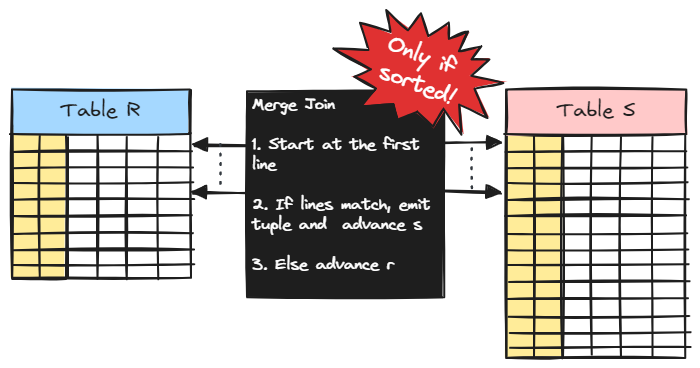 Only if
sorted!
Table R
Merge Join
1. Start at the first
line
2. If lines match, emit
tuple and advance s
3. Else advance r
Table S